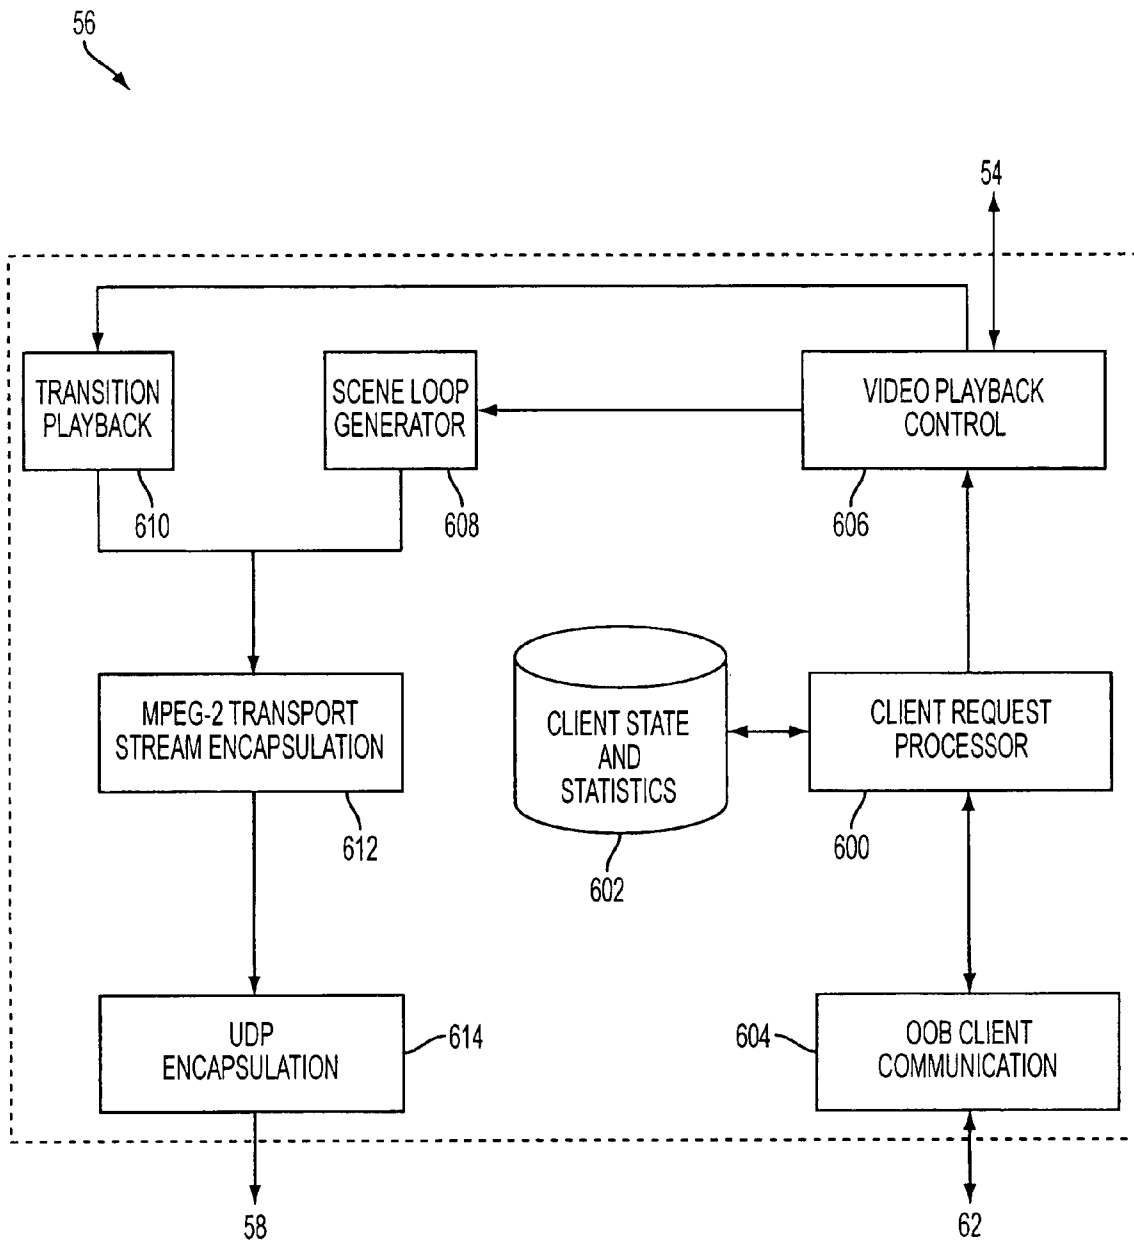 56
54
TRANSITION
PLAYBACK
610
SCENE LOOP
GENERATOR
608
VIDEO PLAYBACK
CONTROL
606
MPEG-2 TRANSPORT
STREAM ENCAPSULATION
612
CLIENT STATE
AND
STATISTICS
602
CLIENT REQUEST
PROCESSOR
600
UDP
ENCAPSULATION
614
604
OOB CLIENT
COMMUNICATION
58
62